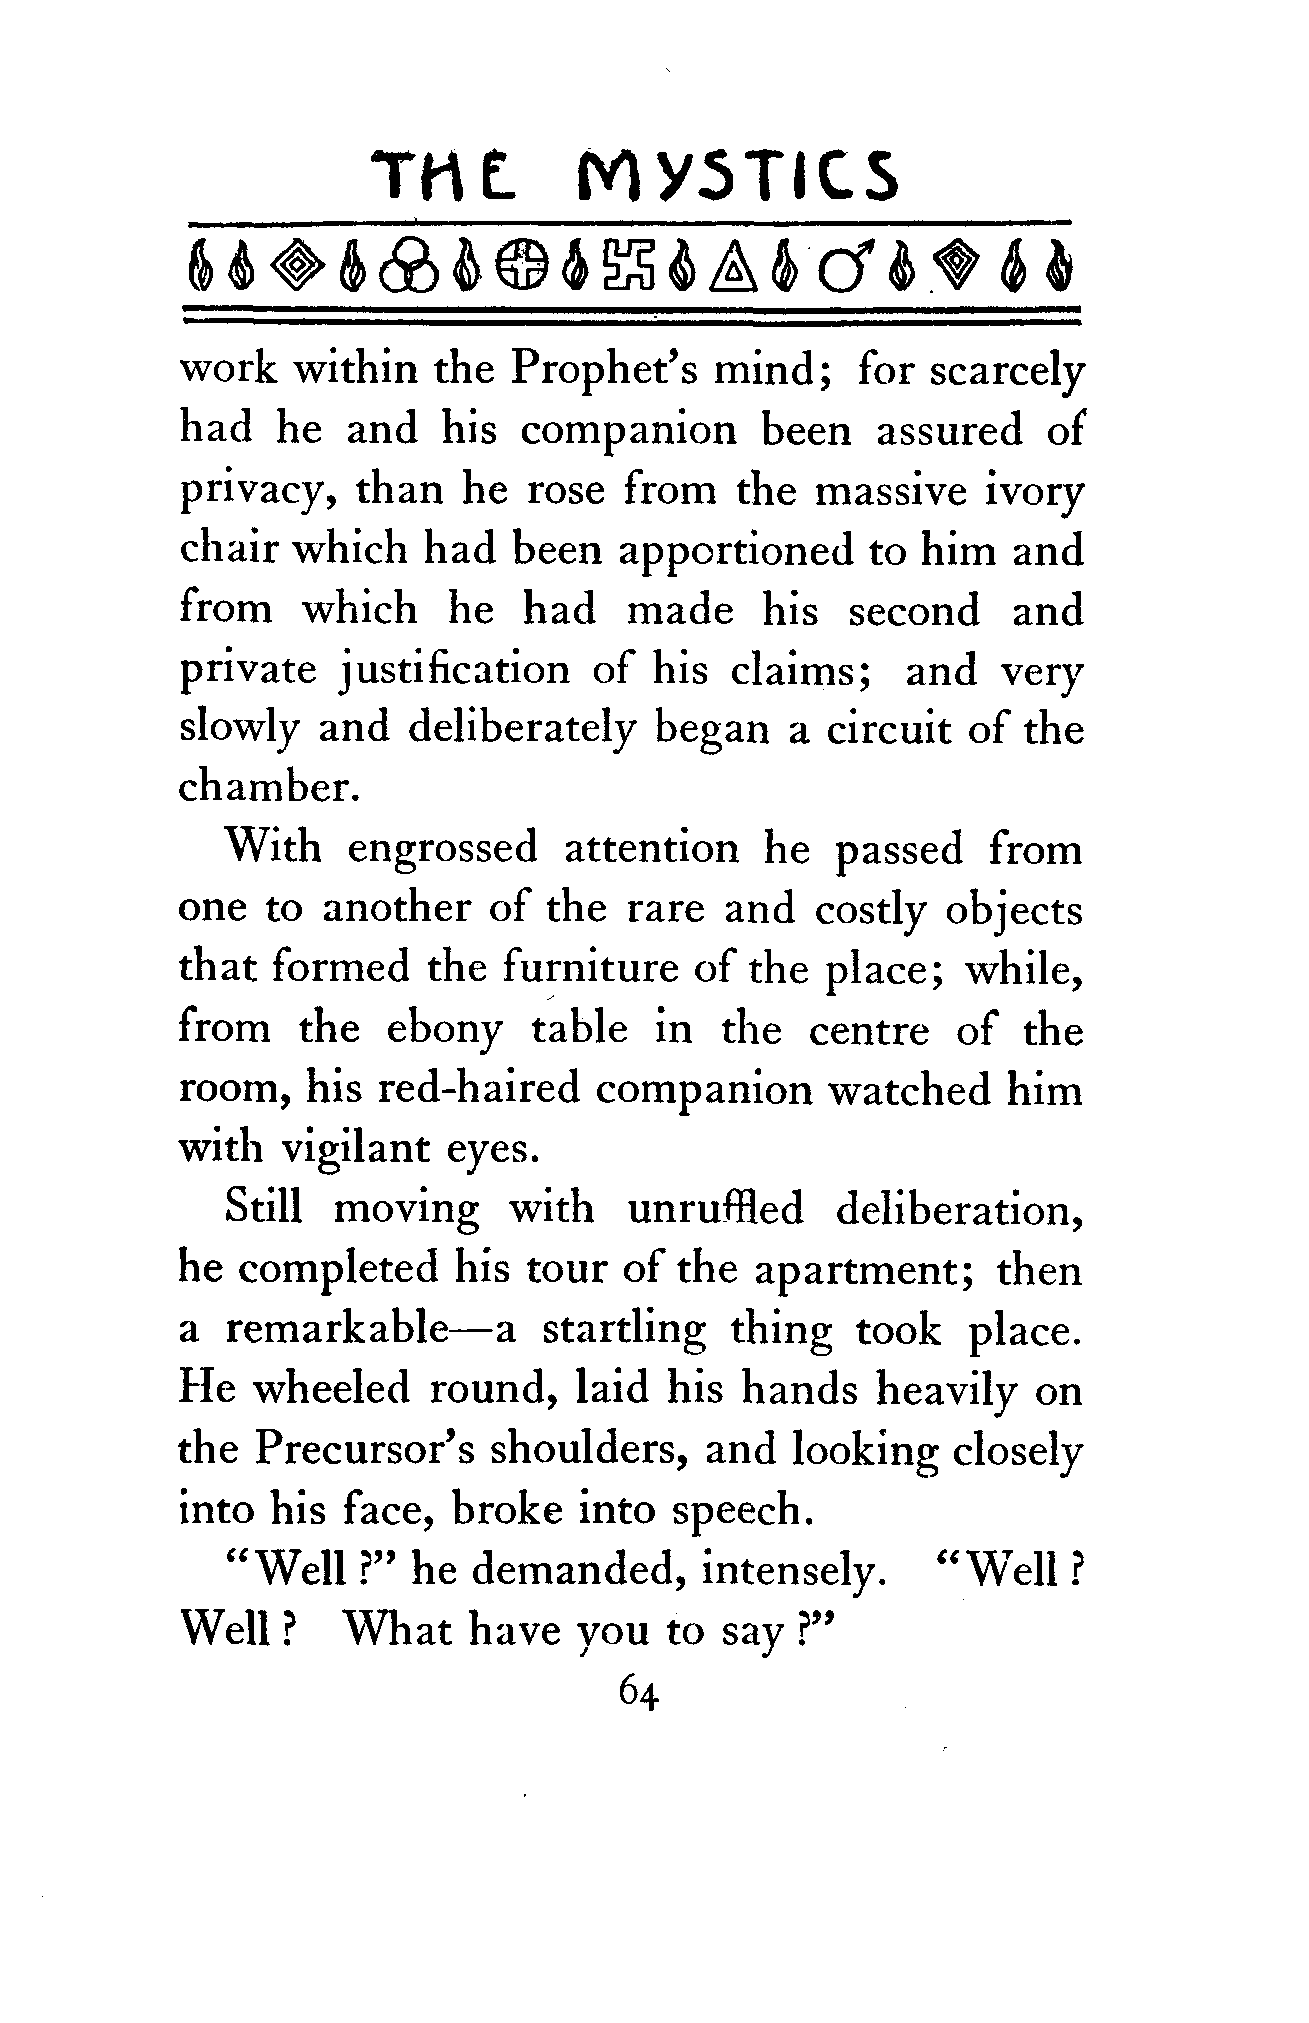 THE MYSTICS
work within the Prophet's mind; for scarcely
had he and his companion been assured of
privacy, than he rose from the massive ivory
chair which had been apportioned to him and
from which he had made his second and
private justification of his claims; and very
slowly and deliberately began a circuit of the
chamber.
With engrossed attention he passed from
one to another of the rare and costly objects
that formed the furniture of the place; while,
from the ebony table in the centre of the
room, his red-haired companion watched him
with vigilant eyes.
Still moving with unruffled deliberation,
he completed his tour of the apartment; then
a remarkable—a startling thing took place.
He wheeled round, laid his hands heavily on
the Precursor's shoulders, and looking closely
into his face, broke into speech.
"Well?" he demanded, intensely. "Well?
Well? What have you to say?"
64